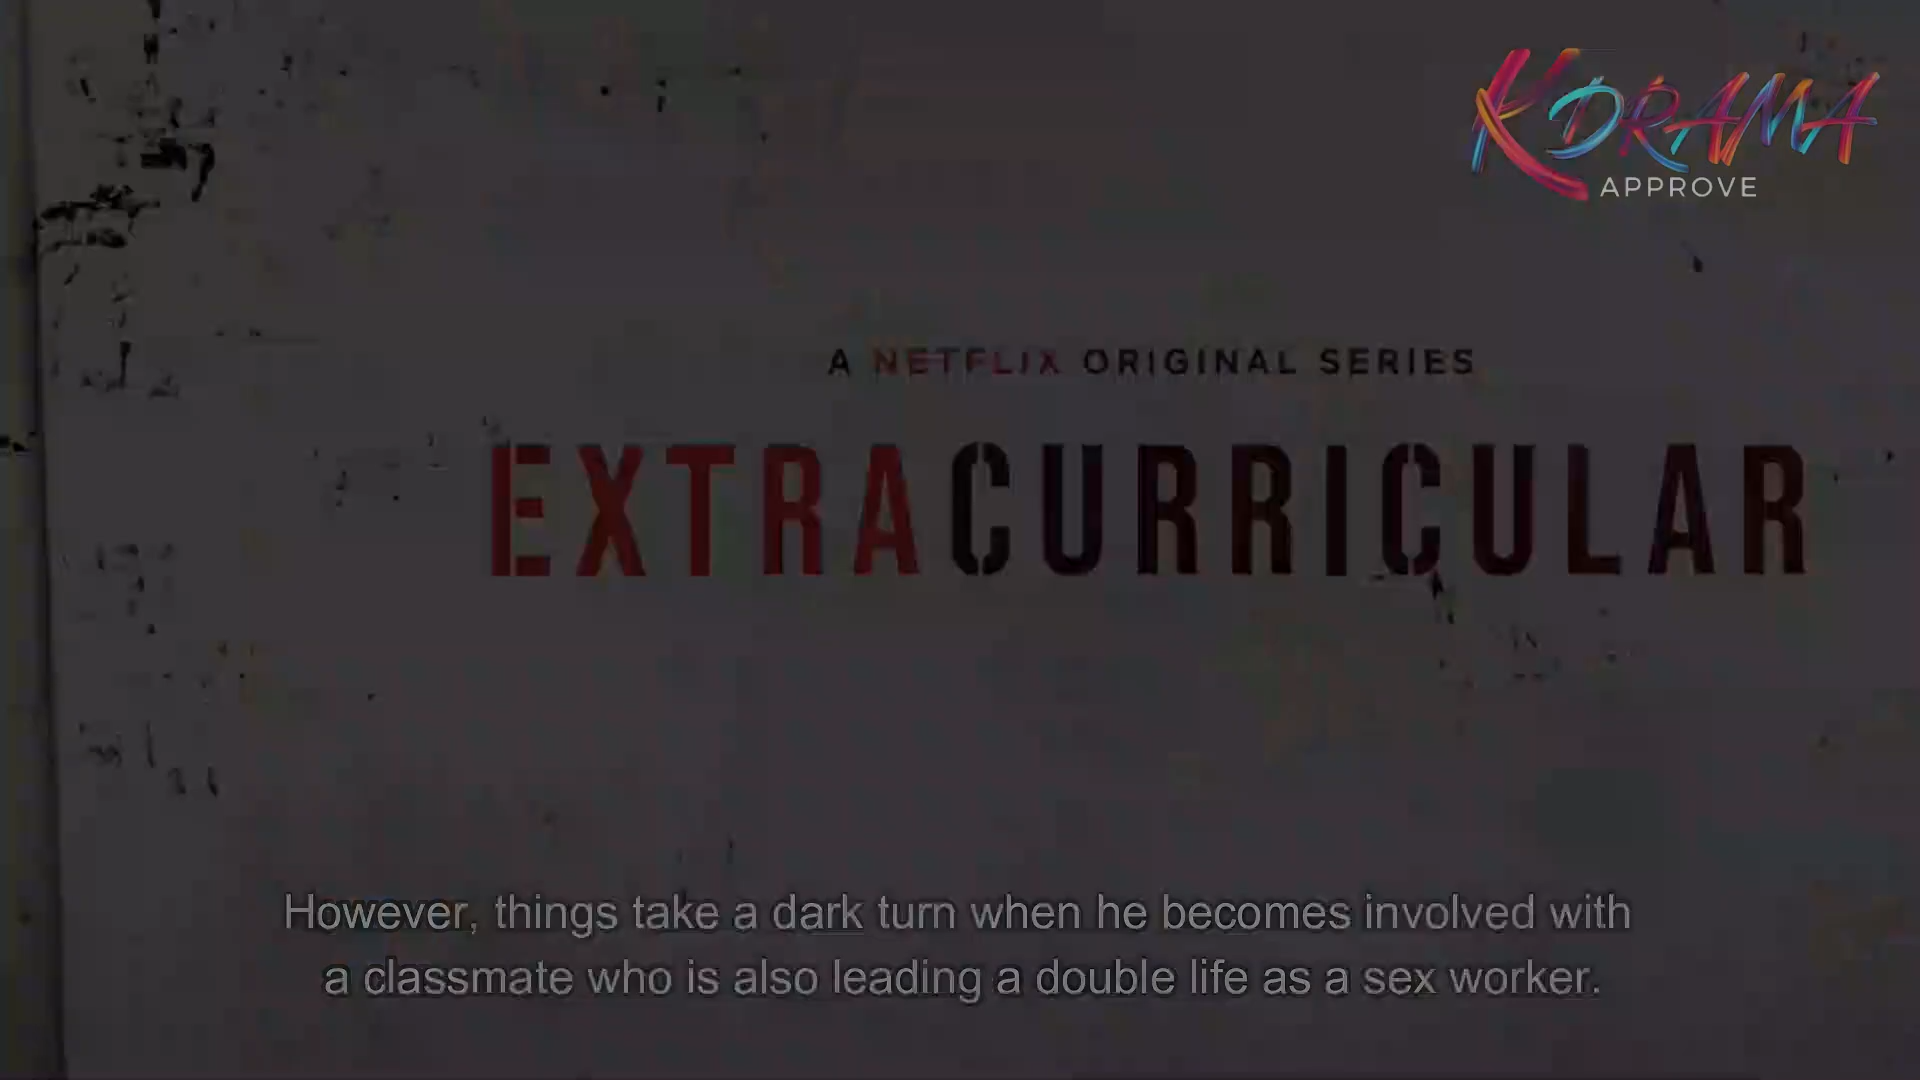 KDRAMA
APPROVE
A NETFLIX ORIGINAL SERIES
EXTRACURRICULAR
However, things take a dark turn when he becomes involved with
a classmate who is also leading a double life as a sex worker.